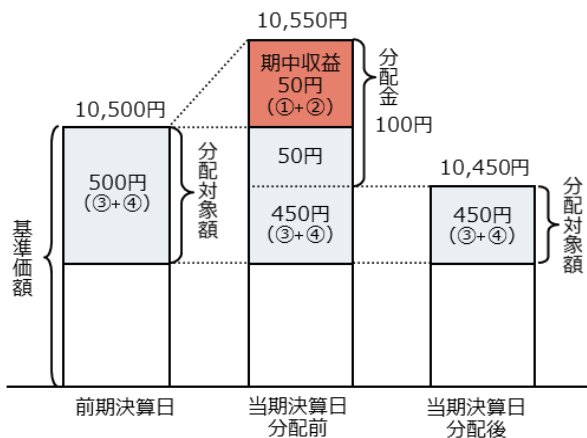 10,550円
期中収益
50円
(①+②)
分配金
100円
10,500円
500円
(③+④)
分配対象額
50円
450円
(③+④)
10,450円
450円
(③+④)
分配対象額
基準価額
前期決算日
当期決算日
分配前
当期決算日
分配後